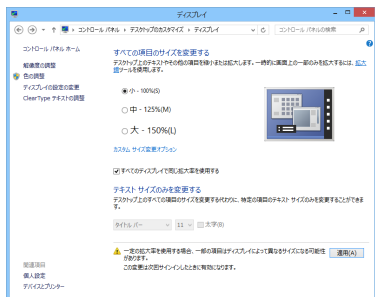 ディスプレイ
コントロール パネル ▸ デスクトップのカスタマイズ ▸ ディスプレイ
コントロール パネルの検索
コントロール パネル ホーム
解像度の調整
色の調整
ディスプレイの設定の変更
ClearType テキストの調整
すべての項目のサイズを変更する
デスクトップ上のテキストやその他の項目を縮小または拡大します。一時的に画面上の一部のみを拡大するには、拡大
鏡ツールを使用します。
小 - 100%(S)
中 - 125%(M)
大 - 150%(L)
カスタム サイズ変更オプション
すべてのディスプレイで同じ拡大率を使用する
テキスト サイズのみを変更する
デスクトップ上のすべての項目のサイズを変更する代わりに、特定の項目のテキスト サイズのみを変更することができま
す。
タイトル バー
11
太字(B)
一定の拡大率を使用する場合、一部の項目はディスプレイによって異なるサイズになる可能性
があります。
この変更は次回サインインしたときに有効になります。
適用(A)
関連項目
個人設定
デバイスとプリンター